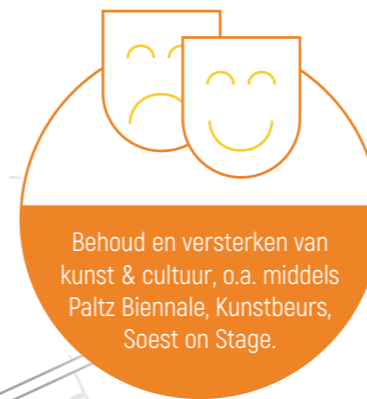 Behoud en versterken van
kunst & cultuur, o.a. middels
Paltz Biennale, Kunstbeurs,
Soest on Stage.